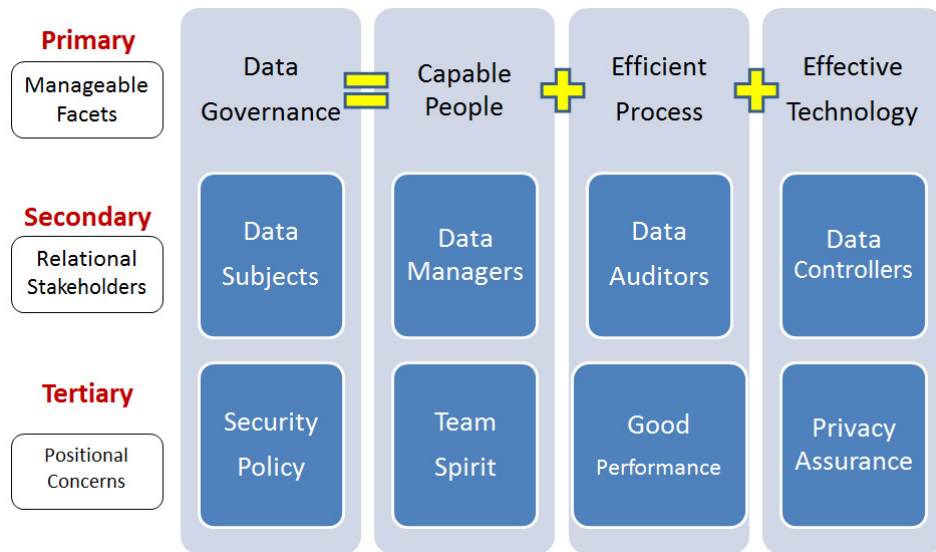 Primary
Manageable
Facets
Data
Governance
=
Capable
People
+
Efficient
Process
+
Effective
Technology
Secondary
Relational
Stakeholders
Data
Subjects
Data
Managers
Data
Auditors
Data
Controllers
Tertiary
Positional
Concerns
Security
Policy
Team
Spirit
Good
Performance
Privacy
Assurance